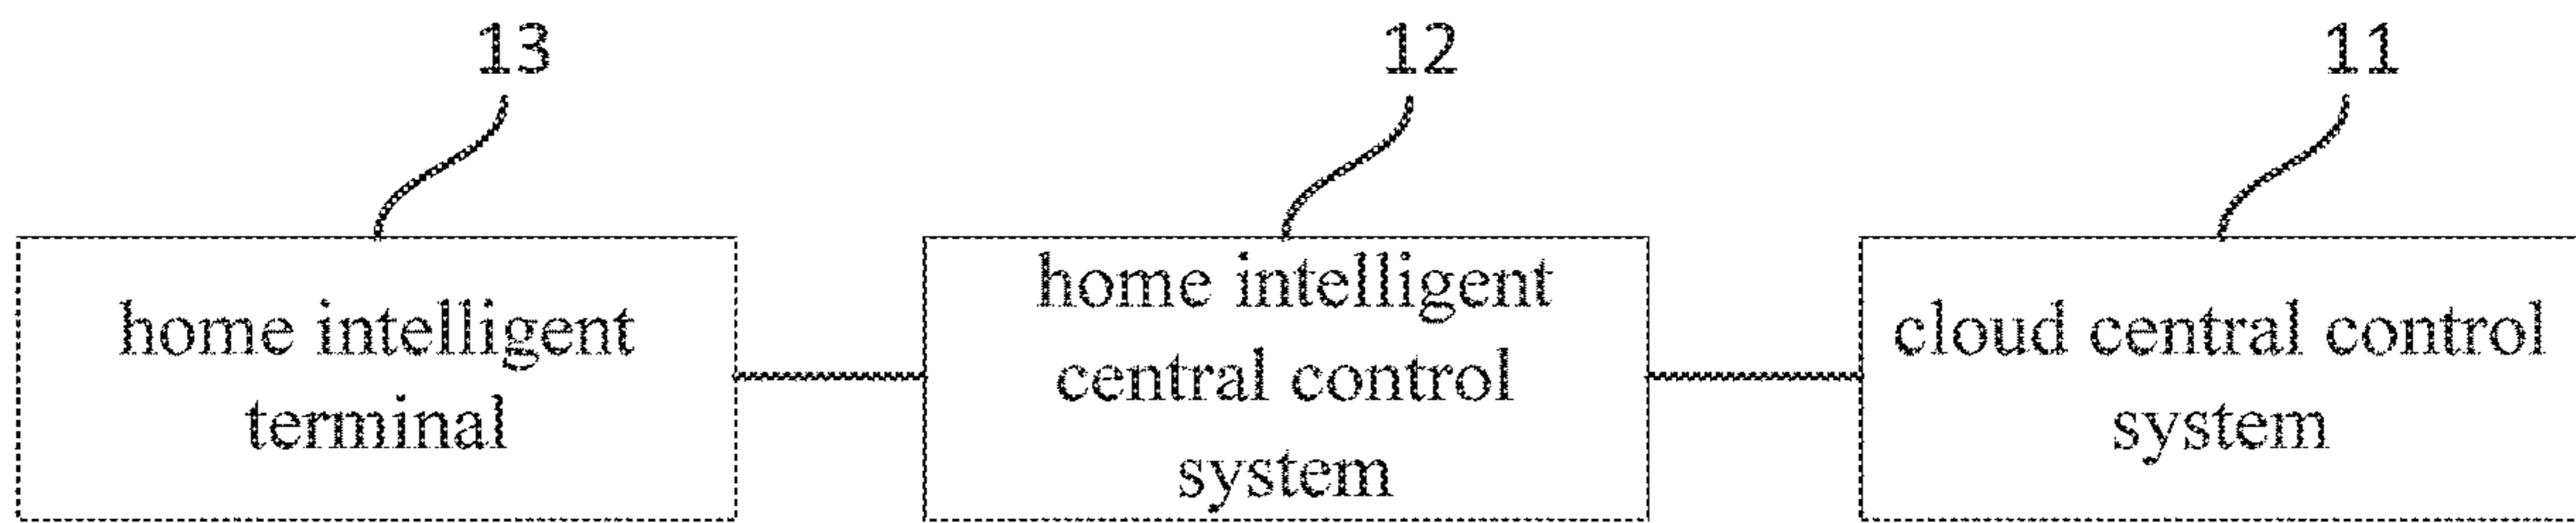 13
12
11
home intelligent
terminal
home intelligent
central control
system
cloud central control
system